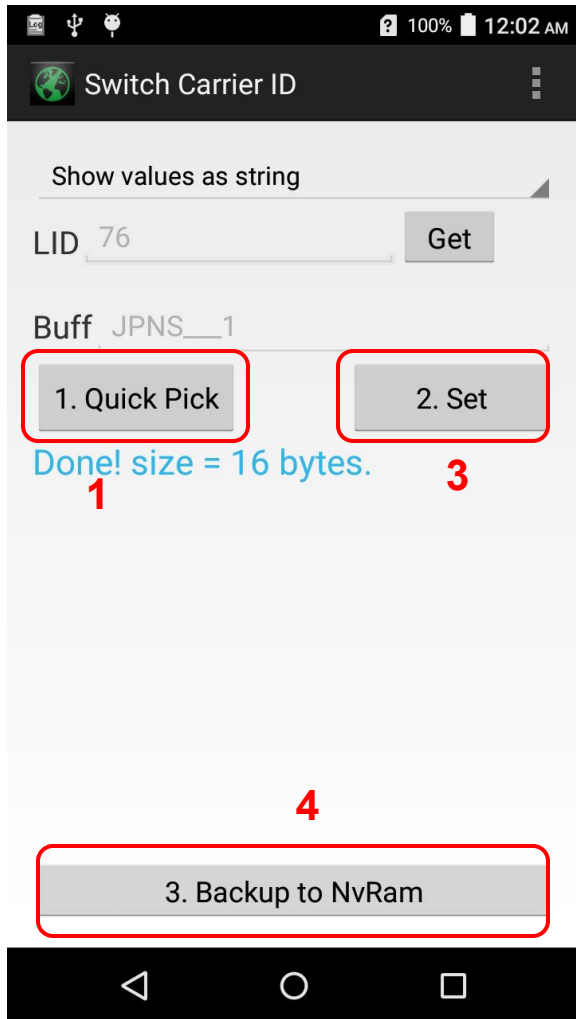 Log ? 100% 12:02 AM
Switch Carrier ID
Show values as string
LID 76 Get
Buff JPNS___1
1. Quick Pick 2. Set
Done! size = 16 bytes.
1 3
4
3. Backup to NvRam